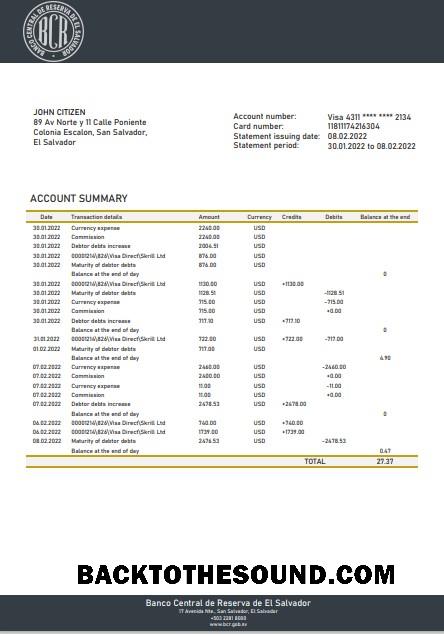 BANCO CENTRAL DE RESERVA DE EL SALVADOR
BCR
JOHN CITIZEN
89 Av Norte y 11 Calle Poniente
Colonia Escalon, San Salvador,
El Salvador
Account number: Visa 4311 **** **** 2134
Card number: 11811174216304
Statement issuing date: 08.02.2022
Statement period: 30.01.2022 to 08.02.2022
ACCOUNT SUMMARY
Date Transaction details Amount Currency Credits Debits Balance at the end
30.01.2022 Currency expense 2240.00 USD
30.01.2022 Commission 2240.00 USD
30.01.2022 Debtor debts increase 2004.51 USD
30.01.2022 00001214\826\Visa Direct\Skrill Ltd 876.00 USD
30.01.2022 Maturity of debtor debts 876.00 USD
Balance at the end of day 0
30.01.2022 00001214\826\Visa Direct\Skrill Ltd 1130.00 USD +1130.00
30.01.2022 Maturity of debtor debts 1128.51 USD -1128.51
30.01.2022 Currency expense 715.00 USD -715.00
30.01.2022 Commission 715.00 USD +0.00
30.01.2022 Debtor debts increase 717.10 USD +717.10
Balance at the end of day 0
31.01.2022 00001214\826\Visa Direct\Skrill Ltd 722.00 USD +722.00 -717.00
01.02.2022 Maturity of debtor debts 717.00 USD
Balance at the end of day 4.90
07.02.2022 Currency expense 2460.00 USD -2460.00
07.02.2022 Commission 2400.00 USD +0.00
07.02.2022 Currency expense 11.00 USD -11.00
07.02.2022 Commission 11.00 USD +0.00
07.02.2022 Debtor debts increase 2478.53 USD +2478.00
Balance at the end of day 0
06.02.2022 00001214\826\Visa Direct\Skrill Ltd 740.00 USD +740.00
06.02.2022 00001214\826\Visa Direct\Skrill Ltd 1739.00 USD +1739.00
08.02.2022 Maturity of debtor debts 2476.53 USD -2478.53
Balance at the end of day 0.47
TOTAL 27.37
BACKTOTHESOUND.COM
Banco Central de Reserva de El Salvador
17 Avenida Nte., San Salvador, El Salvador
+503 2281 8000
www.bcr.gob.sv